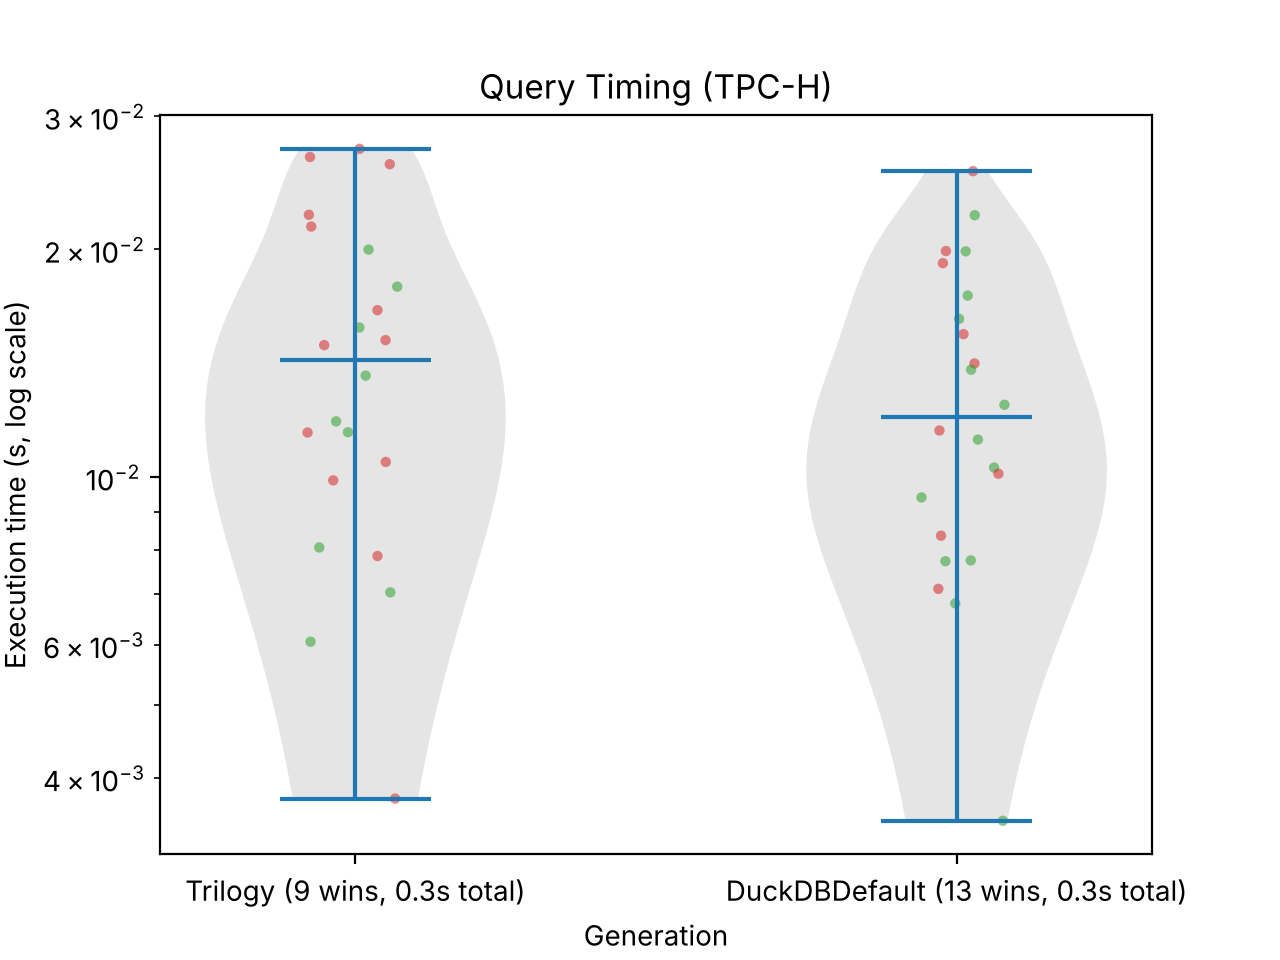 Query Timing (TPC-H)
Execution time (s, log scale)
3 × 10⁻²
2 × 10⁻²
10⁻²
6 × 10⁻³
4 × 10⁻³
Trilogy (9 wins, 0.3s total)
DuckDBDefault (13 wins, 0.3s total)
Generation